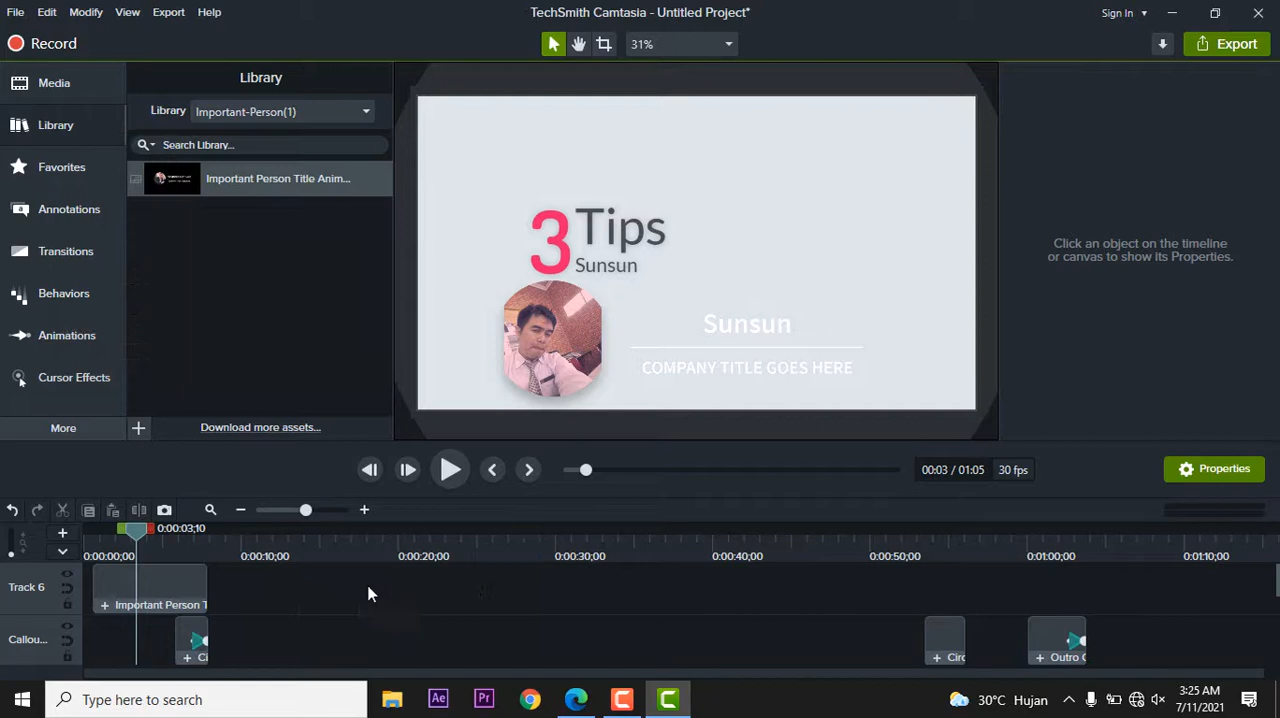 File Edit Modify View Export Help
TechSmith Camtasia - Untitled Project*
Sign In
Record
31%
Export
Media
Library
Favorites
Annotations
Transitions
Behaviors
Animations
Cursor Effects
More
Library
Library Important-Person(1)
Search Library...
Important Person Title Anim...
Download more assets...
3 Tips
Sunsun
Sunsun
COMPANY TITLE GOES HERE
Click an object on the timeline
or canvas to show its Properties.
00:03 / 01:05 30 fps
Properties
0:00:03;10
0:00:00;00 0:00:10;00 0:00:20;00 0:00:30;00 0:00:40;00 0:00:50;00 0:01:00;00 0:01:10;00
Track 6
Important Person T
Callou...
Ci
Circ
Outro C
Type here to search
Ae
Pr
30°C Hujan
3:25 AM
7/11/2021